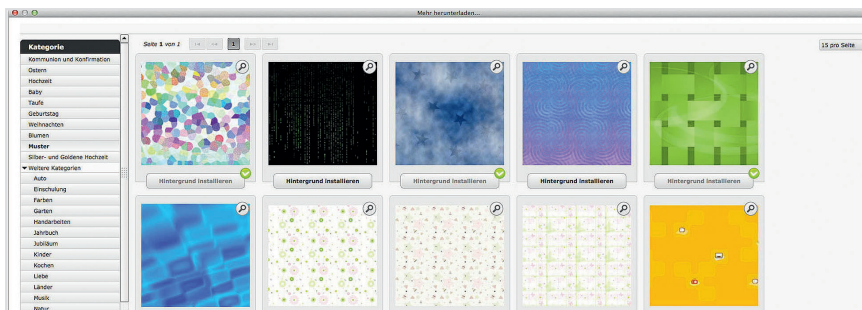 Mehr herunterladen...
Kategorie
Kommunion und Konfirmation
Ostern
Hochzeit
Baby
Taufe
Geburtstag
Weihnachten
Blumen
Muster
Silber- und Goldene Hochzeit
Weitere Kategorien
Auto
Einschulung
Farben
Garten
Handarbeiten
Jahrbuch
Jubiläum
Kinder
Kochen
Liebe
Länder
Musik
Natur
Seite 1 von 1
1
15 pro Seite
Hintergrund installieren
Hintergrund installieren
Hintergrund installieren
Hintergrund installieren
Hintergrund installieren